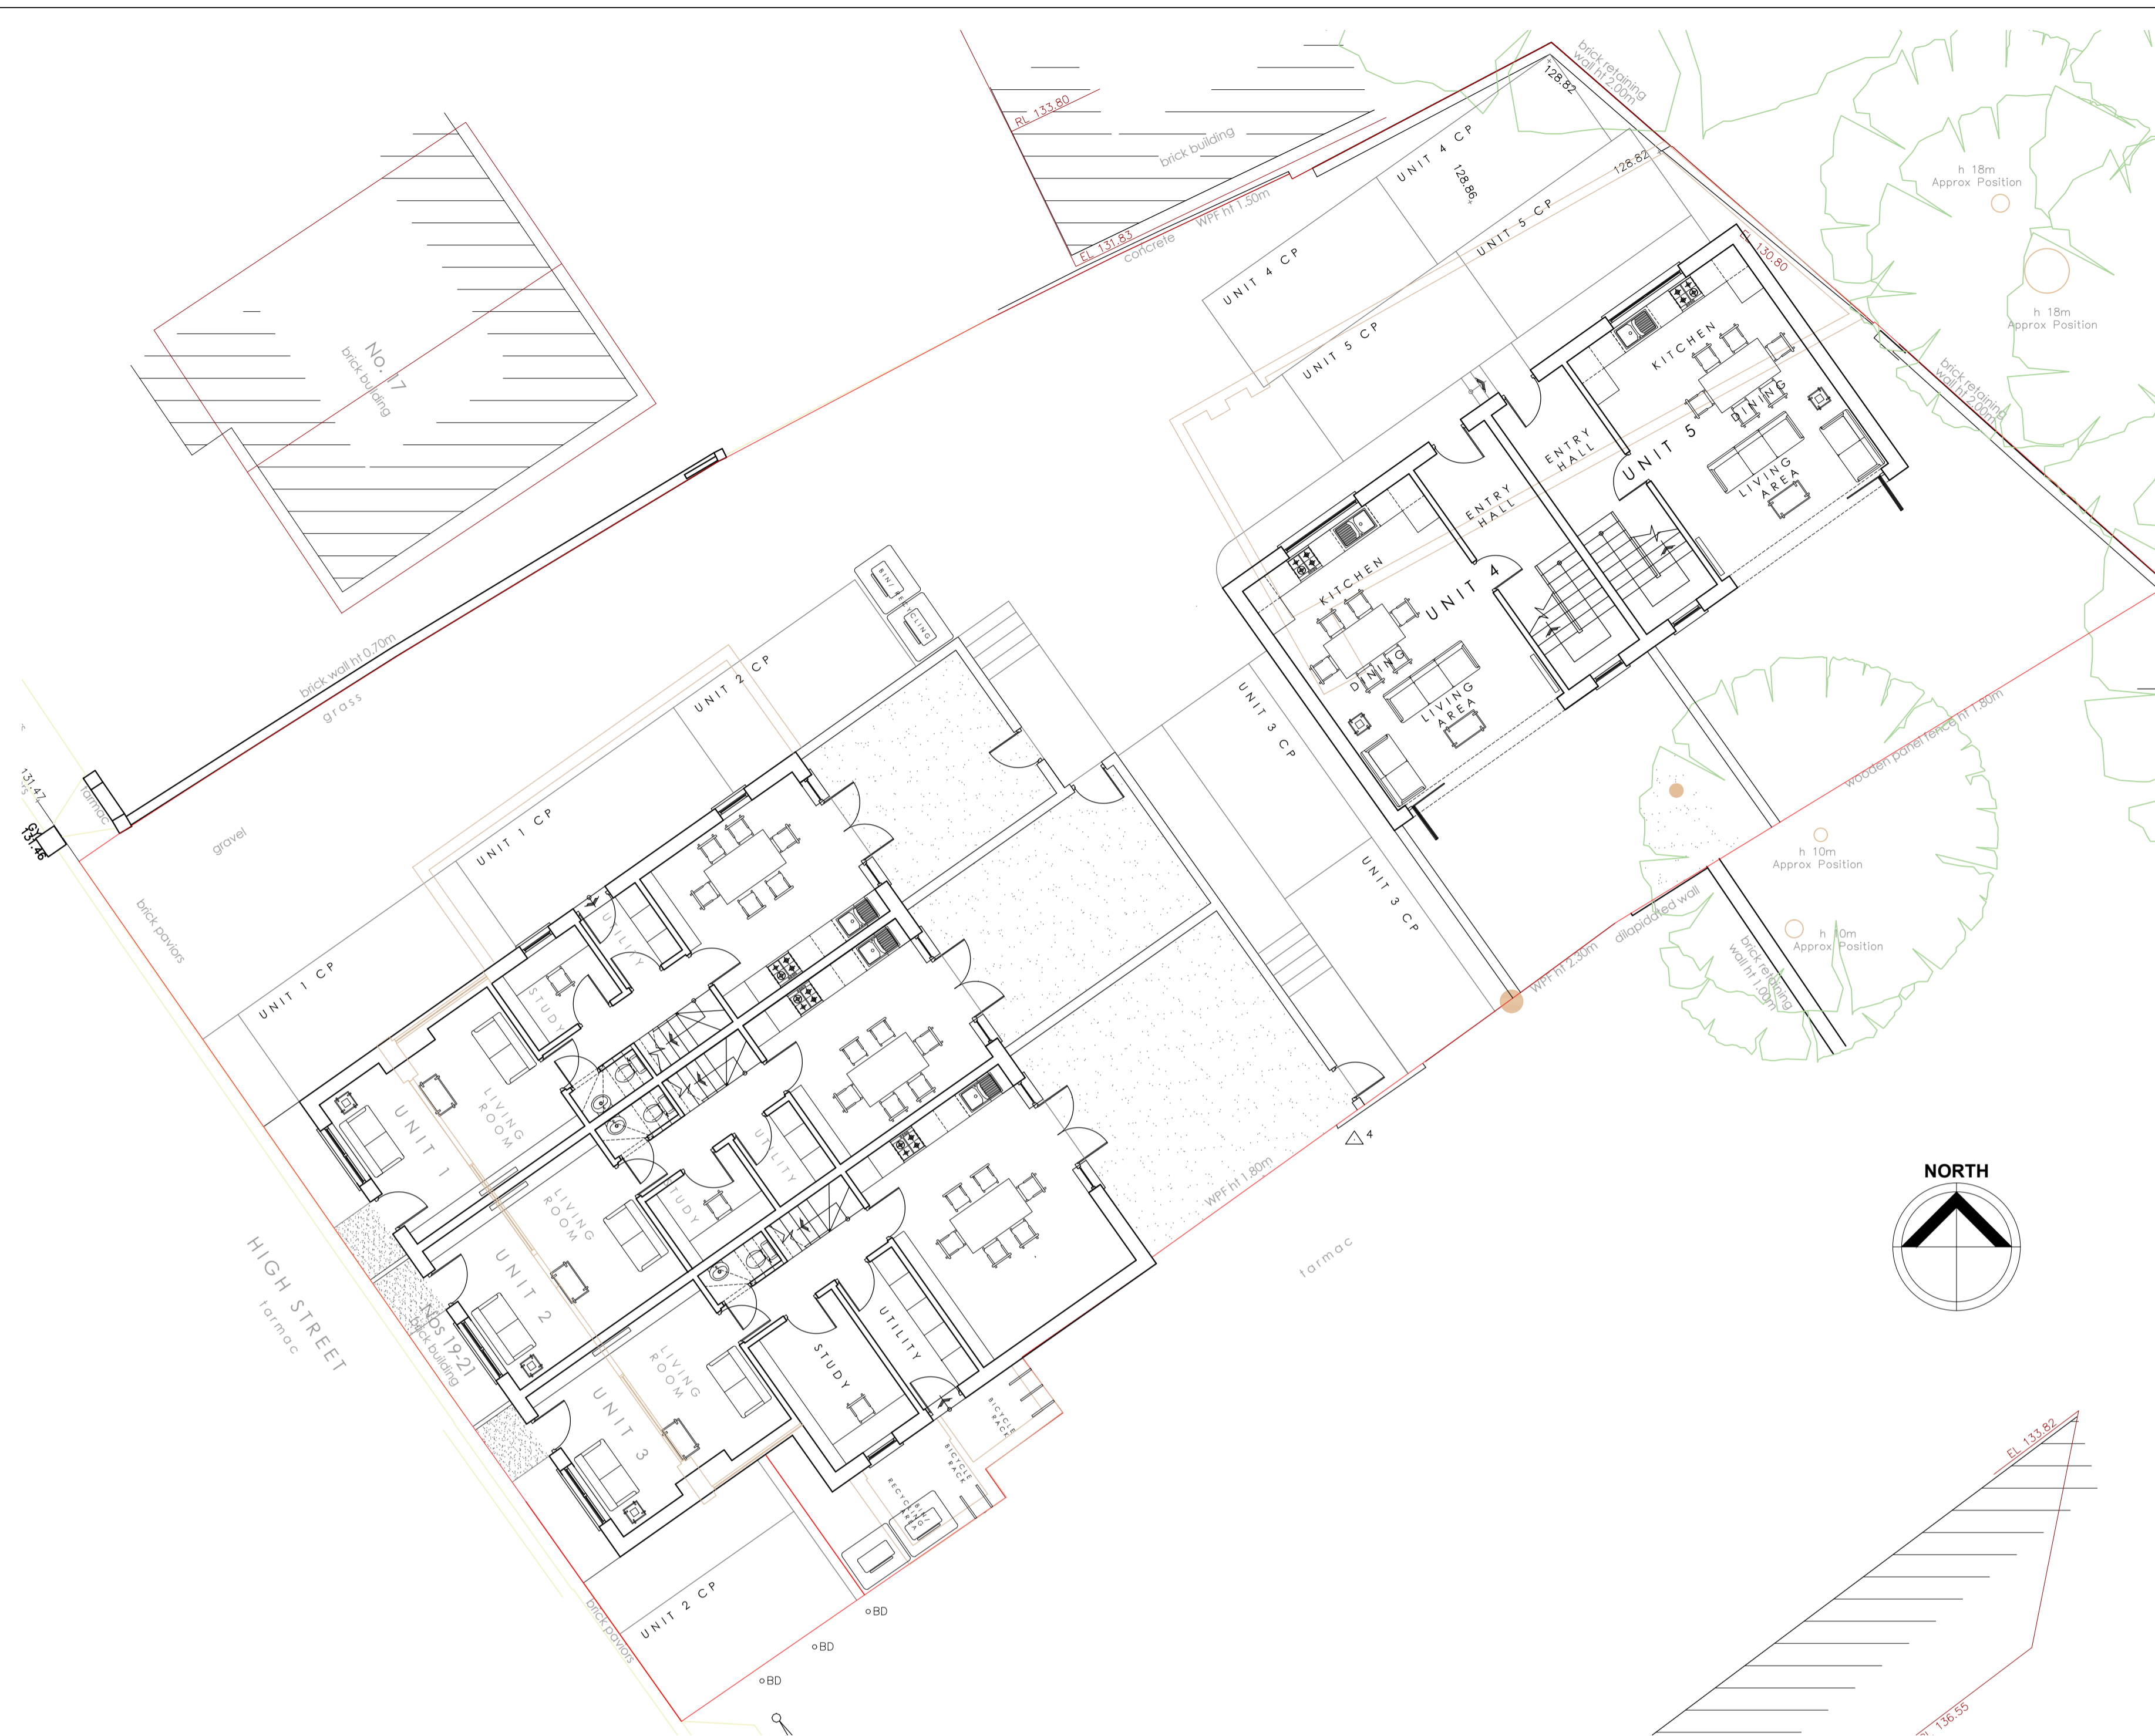 brick retaining
wall ht 2.00m
128.82
RL 133.80
brick building
UNIT 4 CP
128.86
128.82
h 18m
Approx Position
WPF ht 1.50m
EL 131.83
concrete
UNIT 5 CP
EL 130.80
UNIT 4 CP
h 18m
Approx Position
No. 17
brick building
UNIT 5 CP
KITCHEN
DINING
brick retaining
wall ht 2.00m
ENTRY
HALL
UNIT 5
LIVING
AREA
ENTRY
HALL
KITCHEN
UNIT 4
DINING
LIVING
AREA
BIN/
RECYCLING
brick wall ht 0.70m
grass
UNIT 2 CP
UNIT 3 CP
wooden panel fence ht 1.80m
131.47
tarmac
GY
131.46
gravel
UNIT 1 CP
h 10m
Approx Position
UNIT 3 CP
dilapidated wall
h 10m
Approx Position
brick paviors
UTILITY
WPF ht 2.30m
brick retaining
wall ht 1.00m
UNIT 1 CP
STUDY
LIVING
ROOM
UNIT 1
UTILITY
4
WPF ht 1.80m
NORTH
LIVING
ROOM
STUDY
HIGH STREET
tarmac
UNIT 2
NOS 19-21
brick building
tarmac
UTILITY
STUDY
LIVING
ROOM
UNIT 3
BICYCLE
RACK
BICYCLE
RACK
BIN/
RECYCLING
AREA
EL 133.82
UNIT 2 CP
brick paviors
BD
BD
BD
RL 136.55